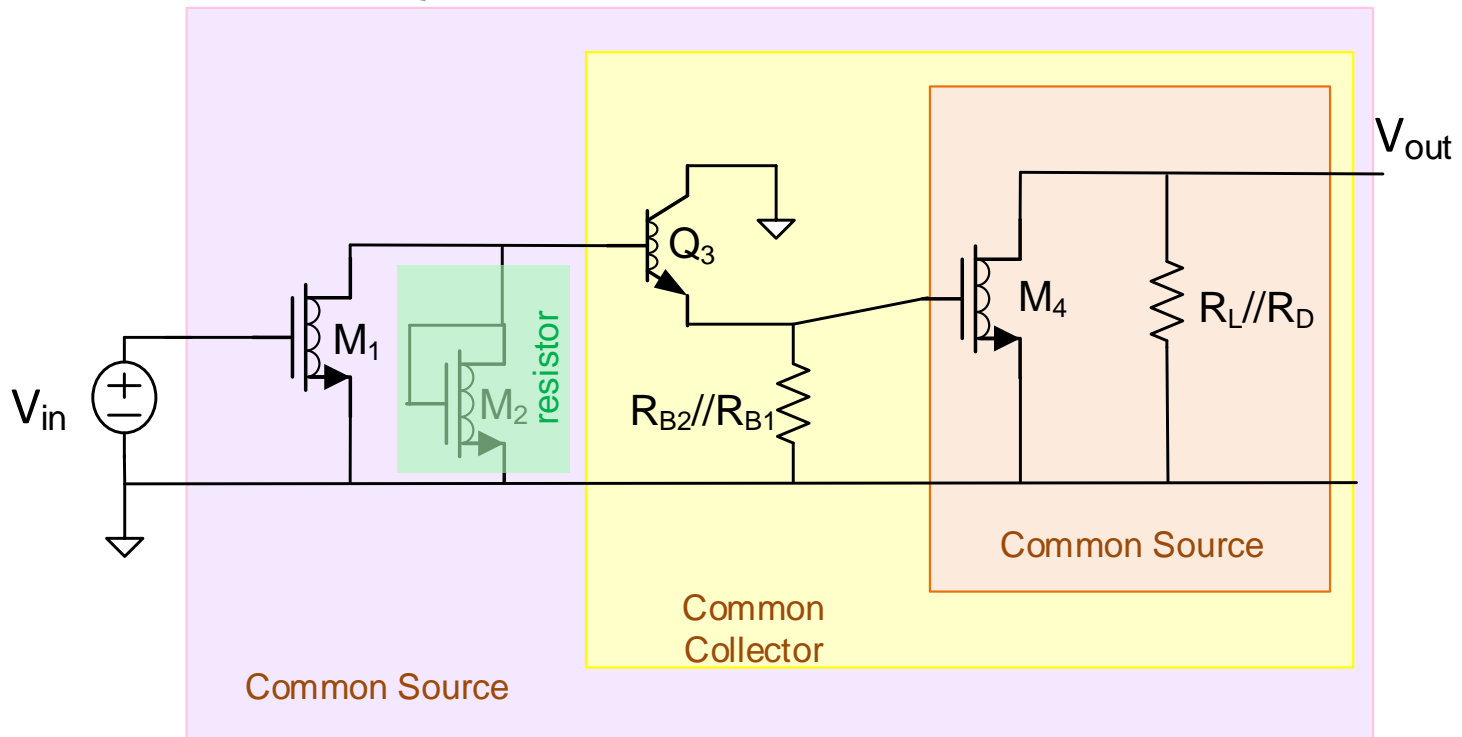 V_out
Q_3
M_4
R_L//R_D
M_1
resistor
M_2
V_in
R_B2//R_B1
Common Source
Common
Collector
Common Source